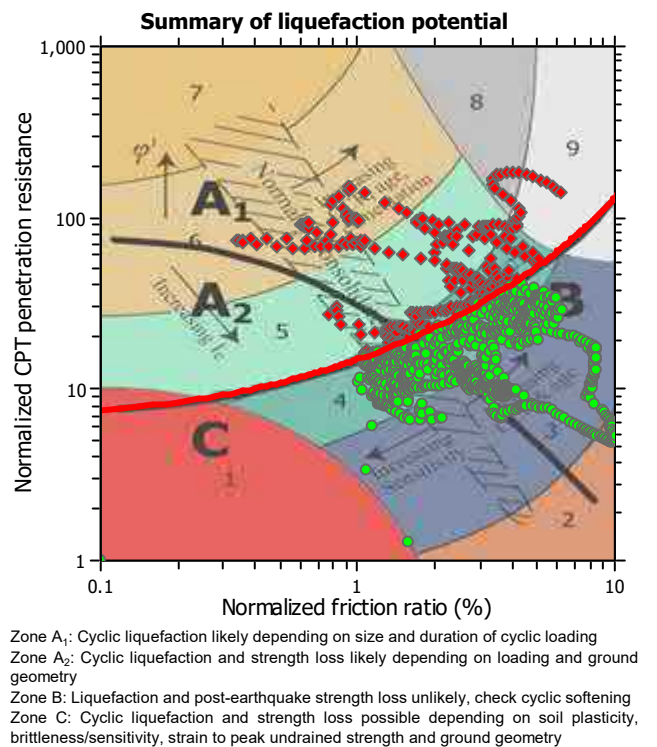 Summary of liquefaction potential
1,000
100
10
1
Normalized CPT penetration resistance
7
8
9
φ'
A1
6
A2
5
B
4
C
3
1
2
Increasing
Increasing
Sensitivity
0.1
1
10
Normalized friction ratio (%)
Zone A1: Cyclic liquefaction likely depending on size and duration of cyclic loading
Zone A2: Cyclic liquefaction and strength loss likely depending on loading and ground
geometry
Zone B: Liquefaction and post-earthquake strength loss unlikely, check cyclic softening
Zone C: Cyclic liquefaction and strength loss possible depending on soil plasticity,
brittleness/sensitivity, strain to peak undrained strength and ground geometry